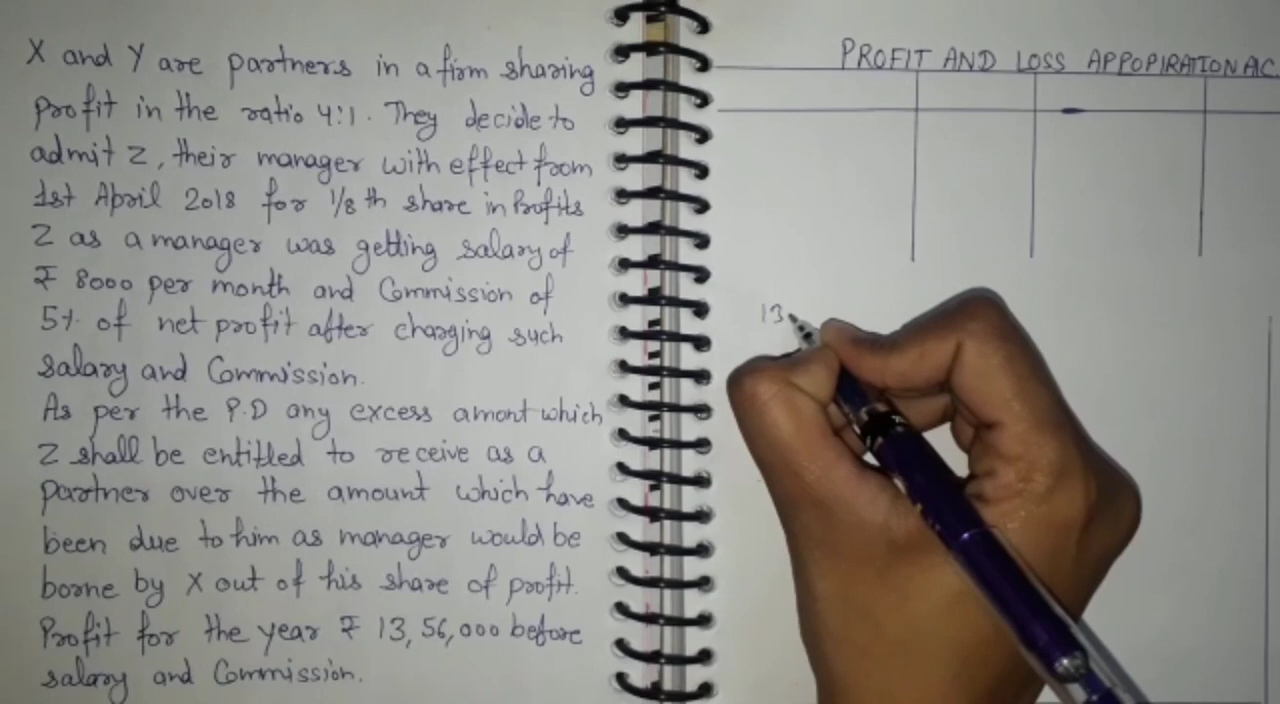 X and Y are partners in a firm sharing
profit in the ratio 4:1. They decide to
admit Z, their manager with effect from
1st April 2018 for 1/8 th share in Profits
Z as a manager was getting salary of
₹ 8000 per month and Commission of
5% of net profit after charging such
salary and Commission.
As per the P.D any excess amont which
Z shall be entitled to receive as a
partner over the amount which have
been due to him as manager would be
borne by X out of his share of profit.
Profit for the year ₹ 13,56,000 before
salary and Commission.
PROFIT AND LOSS APPOPIRATION A/C
13